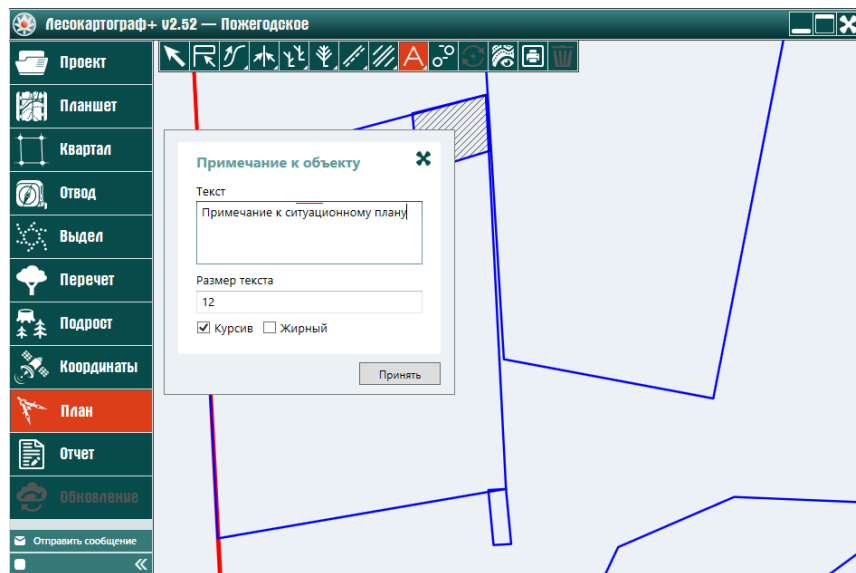 Лесокартограф+ v2.52 — Пожегодское
Проект
Планшет
Квартал
Отвод
Выдел
Перечет
Подрост
Координаты
План
Отчет
Обновление
Отправить сообщение
A
Примечание к объекту
Текст
Примечание к ситуационному плану
Размер текста
12
Курсив
Жирный
Принять